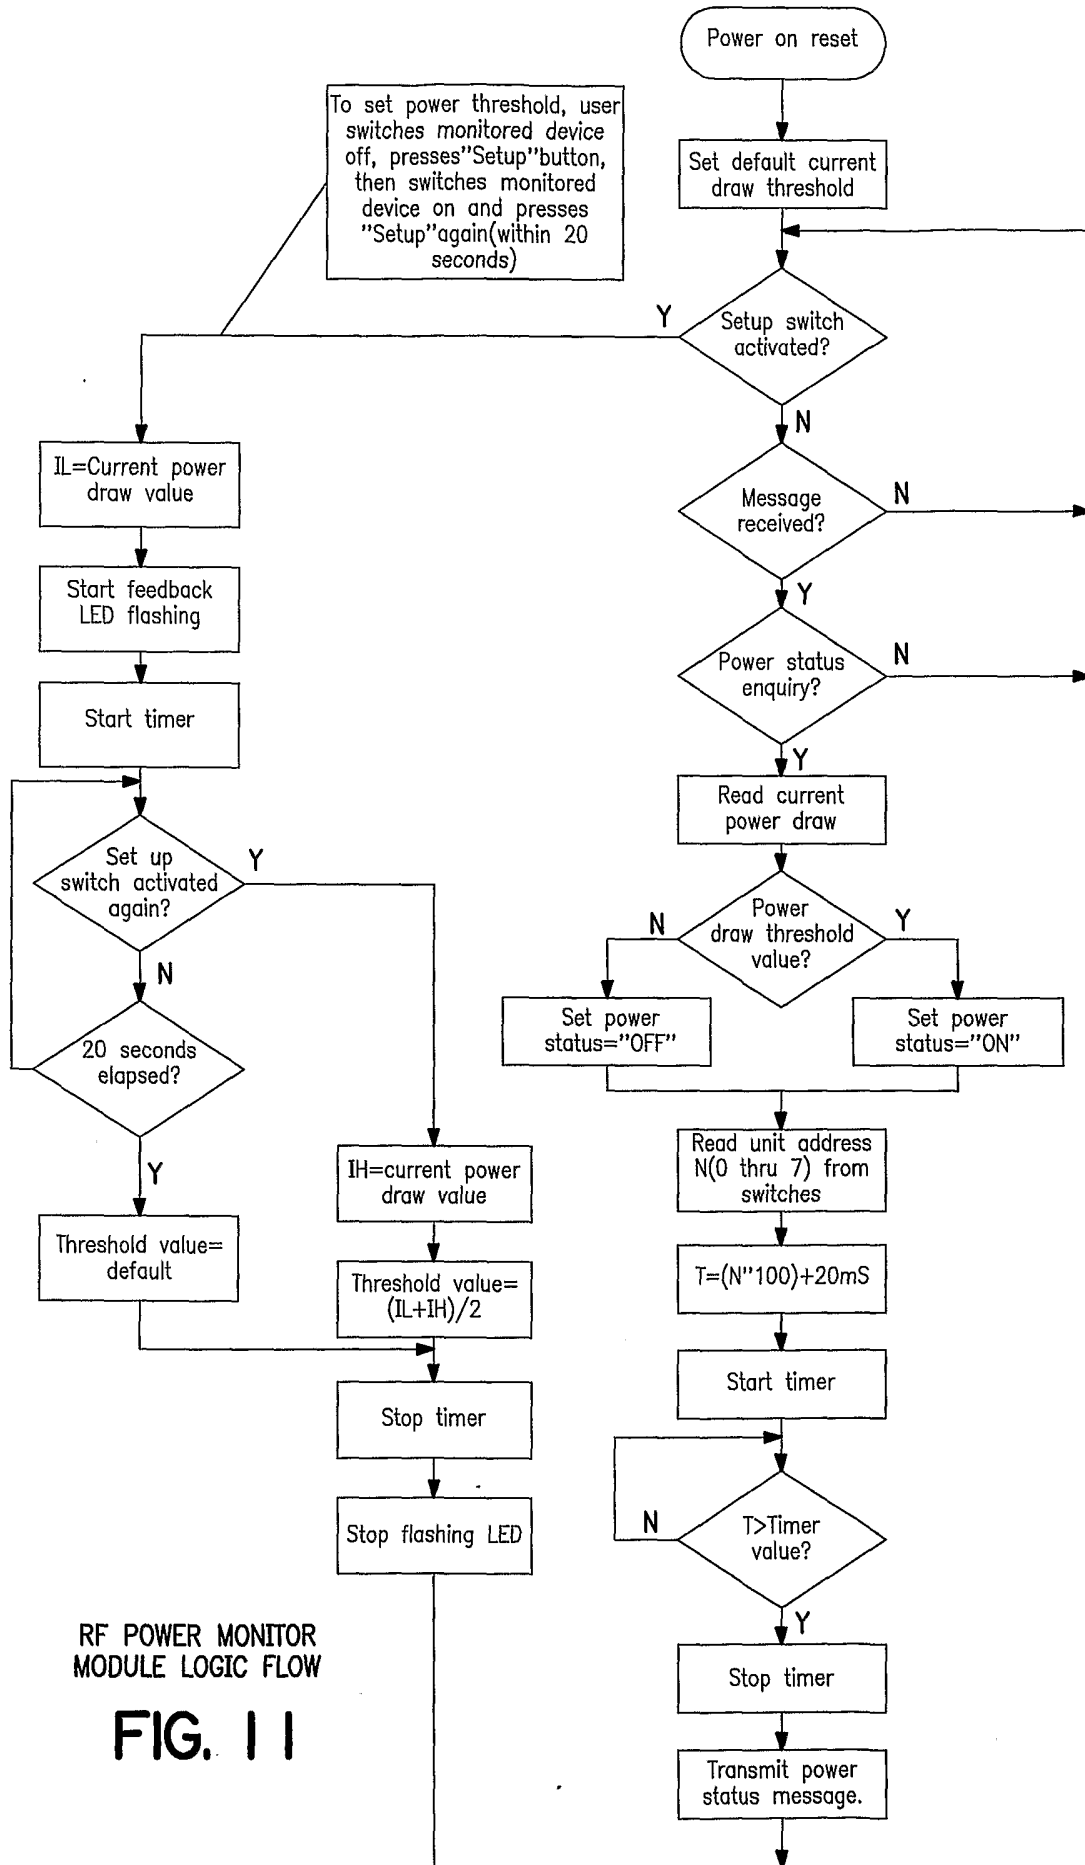 Power on reset
To set power threshold, user
switches monitored device
off, presses"Setup"button,
then switches monitored
device on and presses
"Setup"again(within 20
seconds)
Set default current
draw threshold
Setup switch
activated?
Y
N
IL=Current power
draw value
Message
received?
N
Y
Start feedback
LED flashing
Power status
enquiry?
N
Y
Start timer
Read current
power draw
Set up
switch activated
again?
Y
N
Power
draw threshold
value?
N
Y
Set power
status="OFF"
Set power
status="ON"
20 seconds
elapsed?
Y
Read unit address
N(0 thru 7) from
switches
IH=current power
draw value
Threshold value=
default
T=(N"100)+20mS
Threshold value=
(IL+IH)/2
Start timer
Stop timer
T>Timer
value?
N
Y
Stop flashing LED
Stop timer
Transmit power
status message.
RF POWER MONITOR
MODULE LOGIC FLOW
FIG. 11